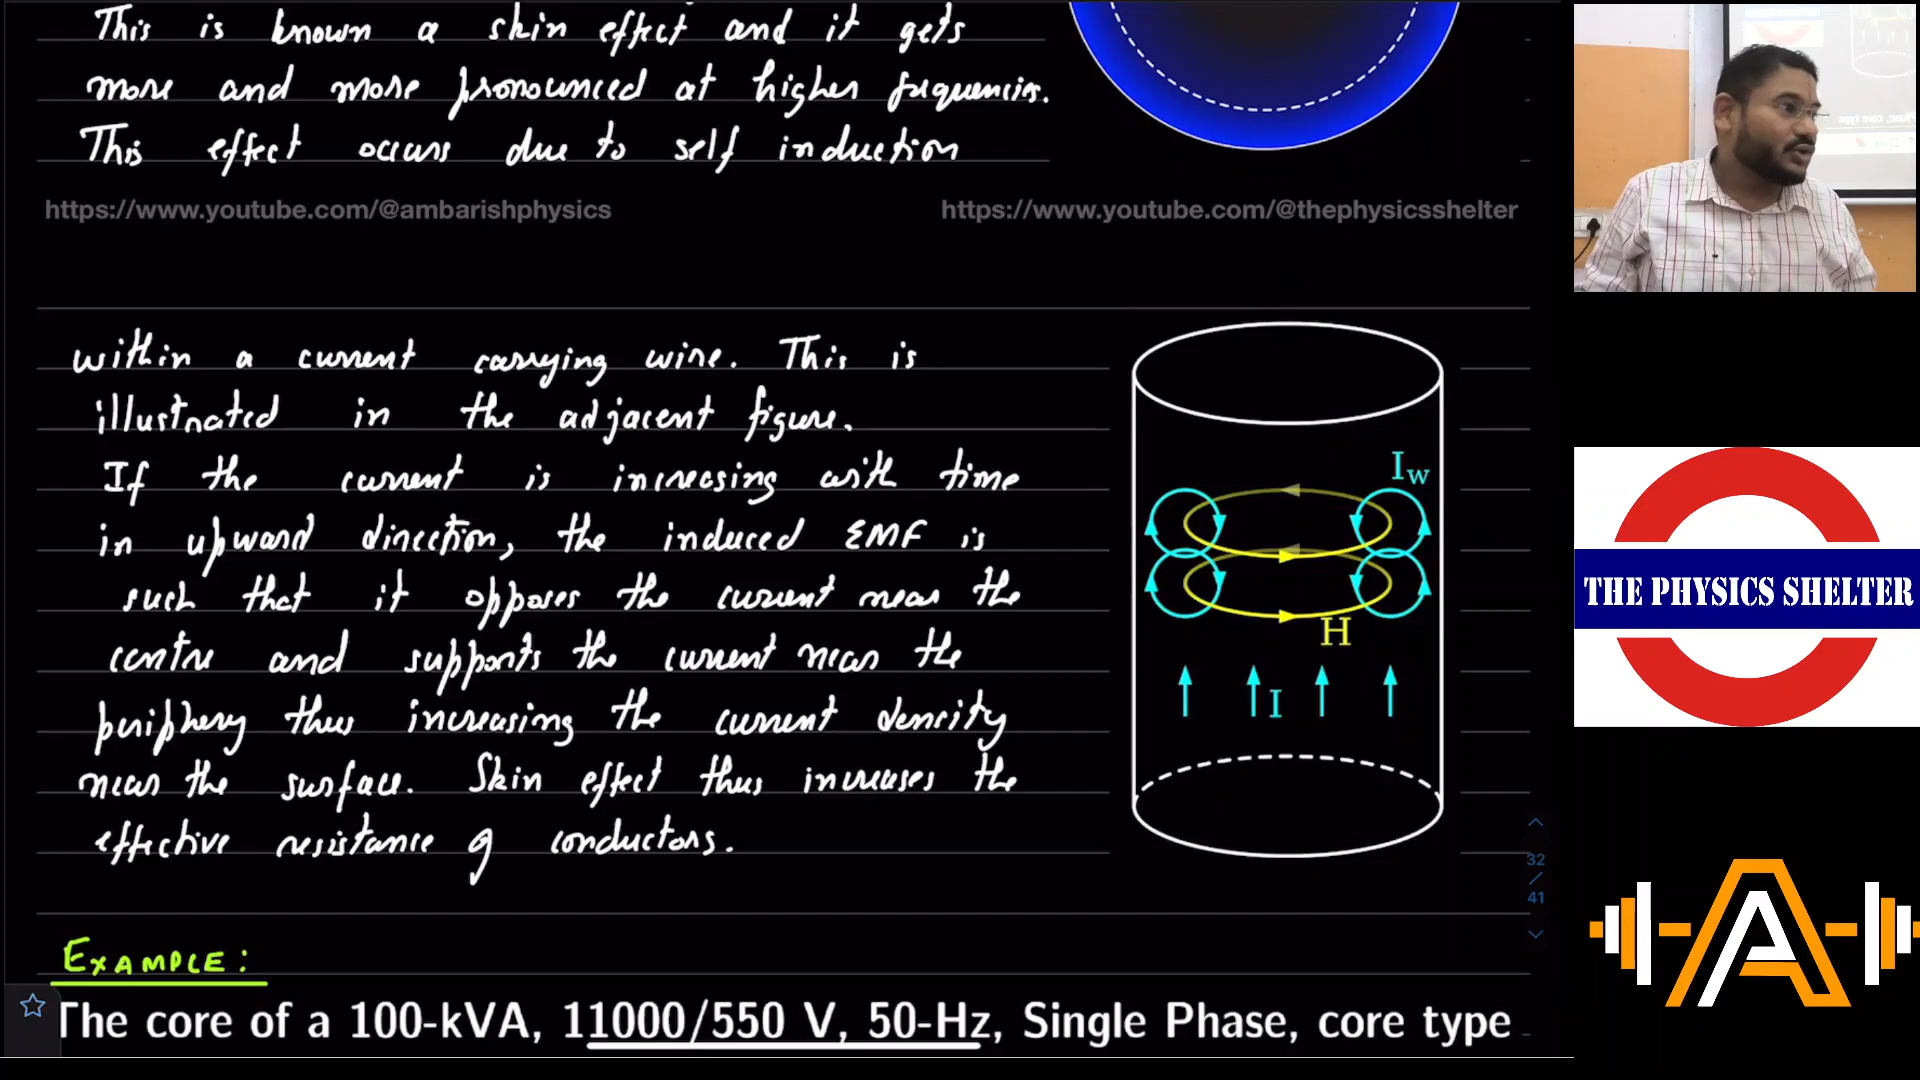 This is known a skin effect and it gets
more and more pronounced at higher frequencies.
This effect occurs due to self induction
https://www.youtube.com/@ambarishphysics
https://www.youtube.com/@thephysicsshelter
within a current carrying wire. This is
illustrated in the adjacent figure.
If the current is increasing with time
in upward direction, the induced EMF is
such that it opposes the current near the
centre and supports the current near the
periphery thus increasing the current density
near the surface. Skin effect thus increases the
effective resistance of conductors.
I_W
H
I
32
/
41
EXAMPLE:
The core of a 100-kVA, 11000/550 V, 50-Hz, Single Phase, core type
THE PHYSICS SHELTER
A